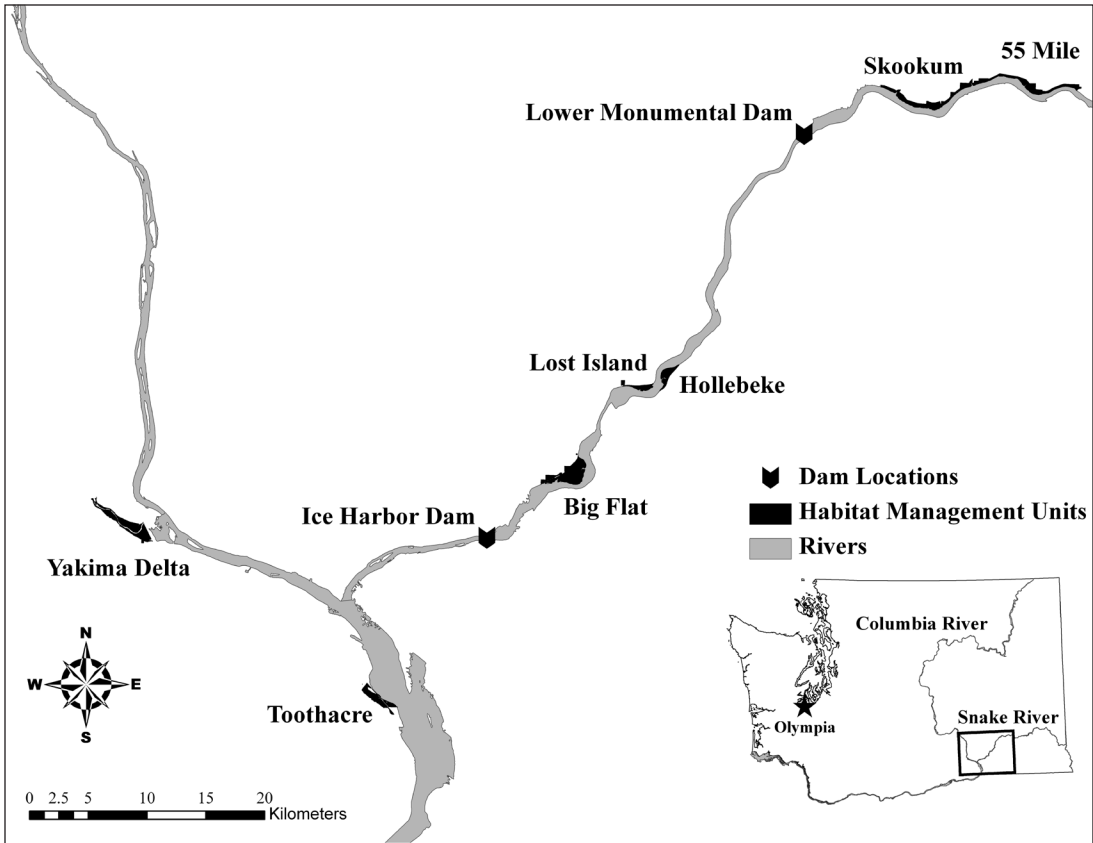 55 Mile
Skookum
Lower Monumental Dam
Lost Island
Hollebeke
Big Flat
Ice Harbor Dam
Yakima Delta
Toothacre
Dam Locations
Habitat Management Units
Rivers
N
W E
S
0 2.5 5 10 15 20
Kilometers
Columbia River
Snake River
Olympia